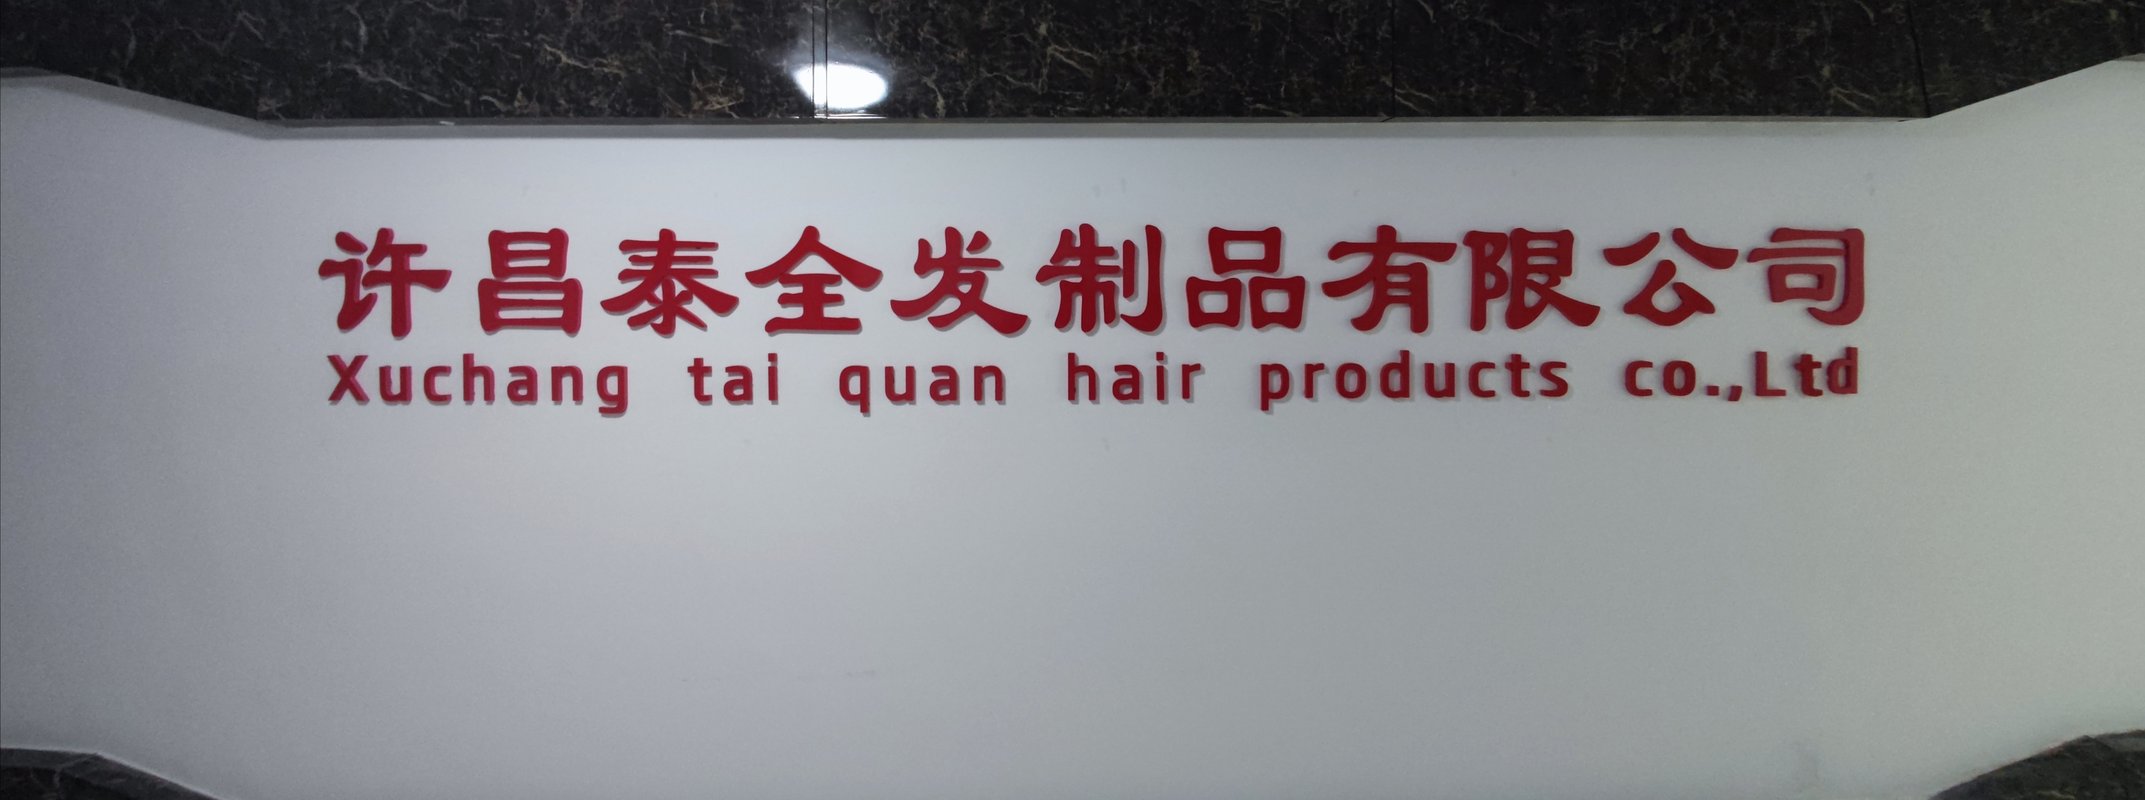 许昌泰全发制品有限公司
Xuchang tai quan hair products co.,Ltd